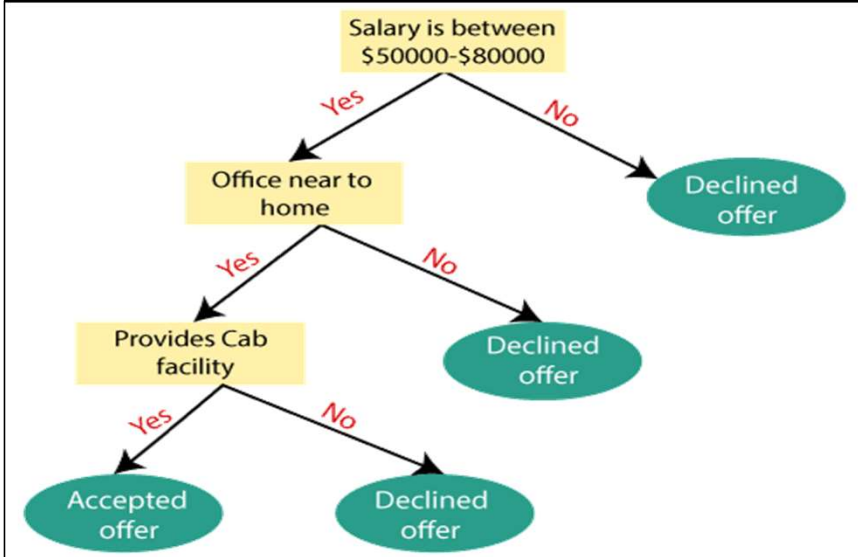 Salary is between
$50000-$80000
Yes
No
Office near to
home
Declined
offer
Yes
No
Provides Cab
facility
Declined
offer
Yes
No
Accepted
offer
Declined
offer